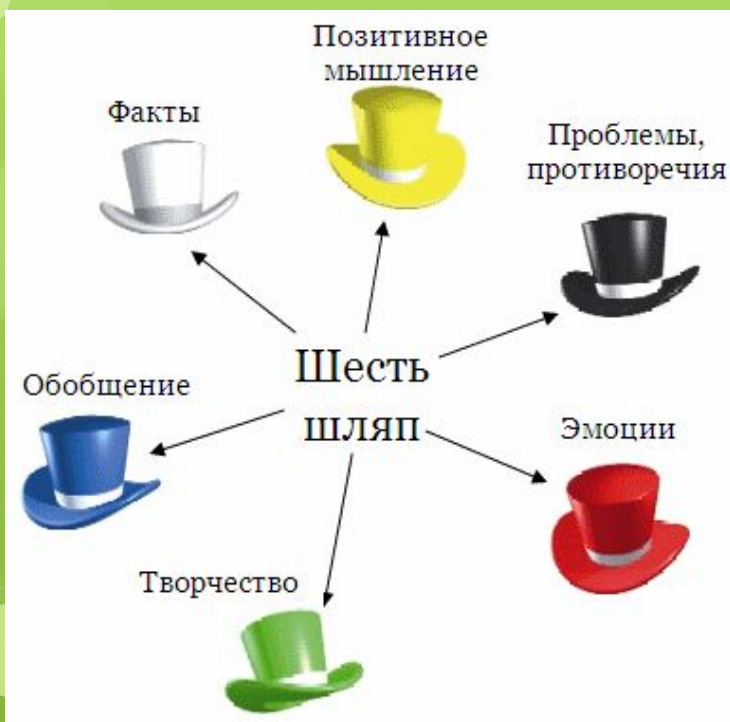 Позитивное
мышление
Факты
Проблемы,
противоречия
Шесть
шляп
Обобщение
Эмоции
Творчество